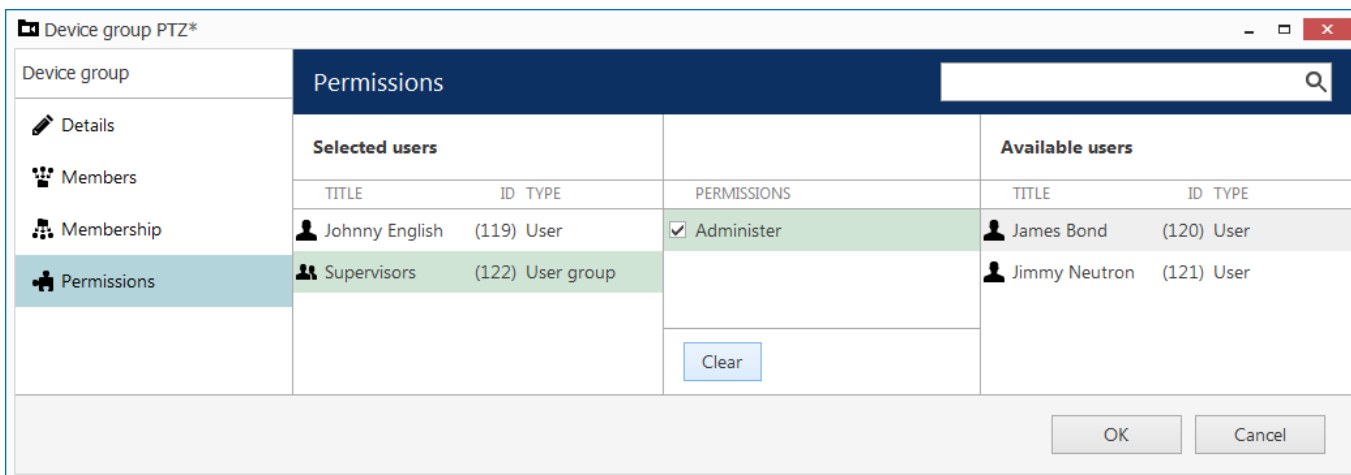 Device group PTZ*
Device group
Permissions
Details
Members
Membership
Permissions
Selected users
Available users
TITLE ID TYPE
PERMISSIONS
TITLE ID TYPE
Johnny English (119) User
Administer
James Bond (120) User
Supervisors (122) User group
Jimmy Neutron (121) User
Clear
OK
Cancel